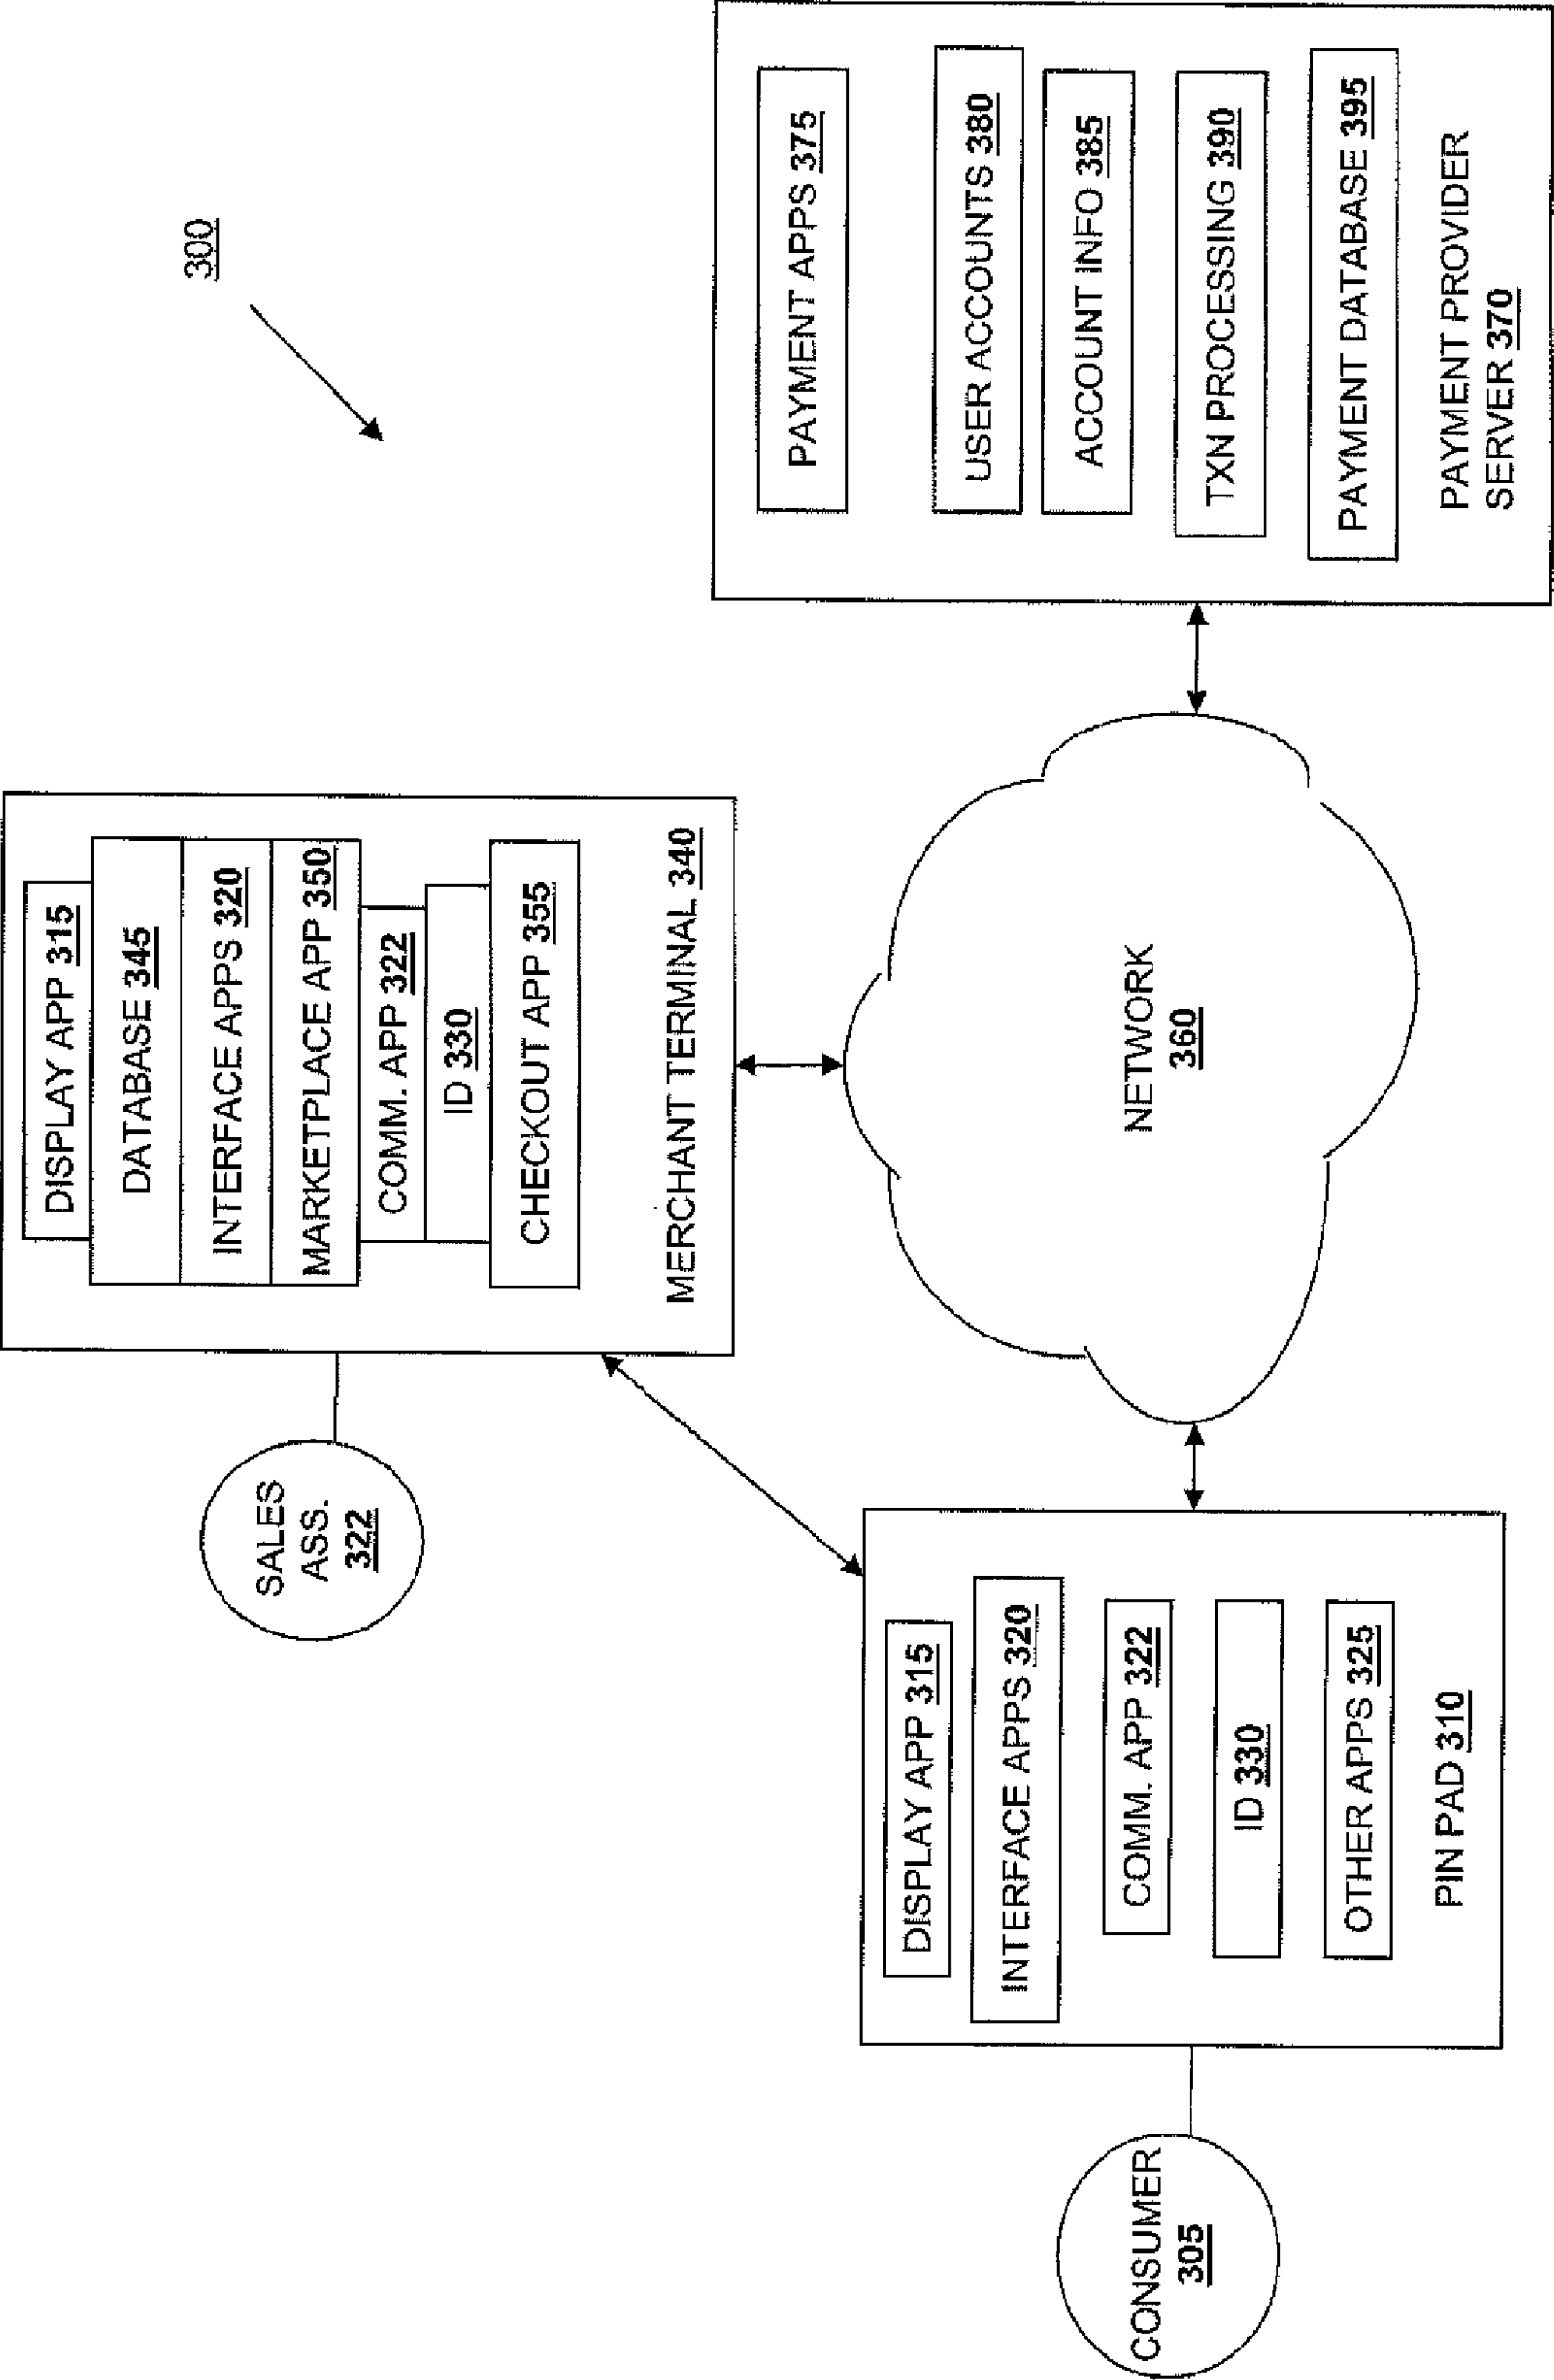 300
SALES
ASS.
322
DISPLAY APP 315
DATABASE 345
INTERFACE APPS 320
MARKETPLACE APP 350
COMM. APP 322
ID 330
CHECKOUT APP 355
MERCHANT TERMINAL 340
CONSUMER
305
DISPLAY APP 315
INTERFACE APPS 320
COMM. APP 322
ID 330
OTHER APPS 325
PIN PAD 310
NETWORK
360
PAYMENT APPS 375
USER ACCOUNTS 380
ACCOUNT INFO 385
TXN PROCESSING 390
PAYMENT DATABASE 395
PAYMENT PROVIDER
SERVER 370